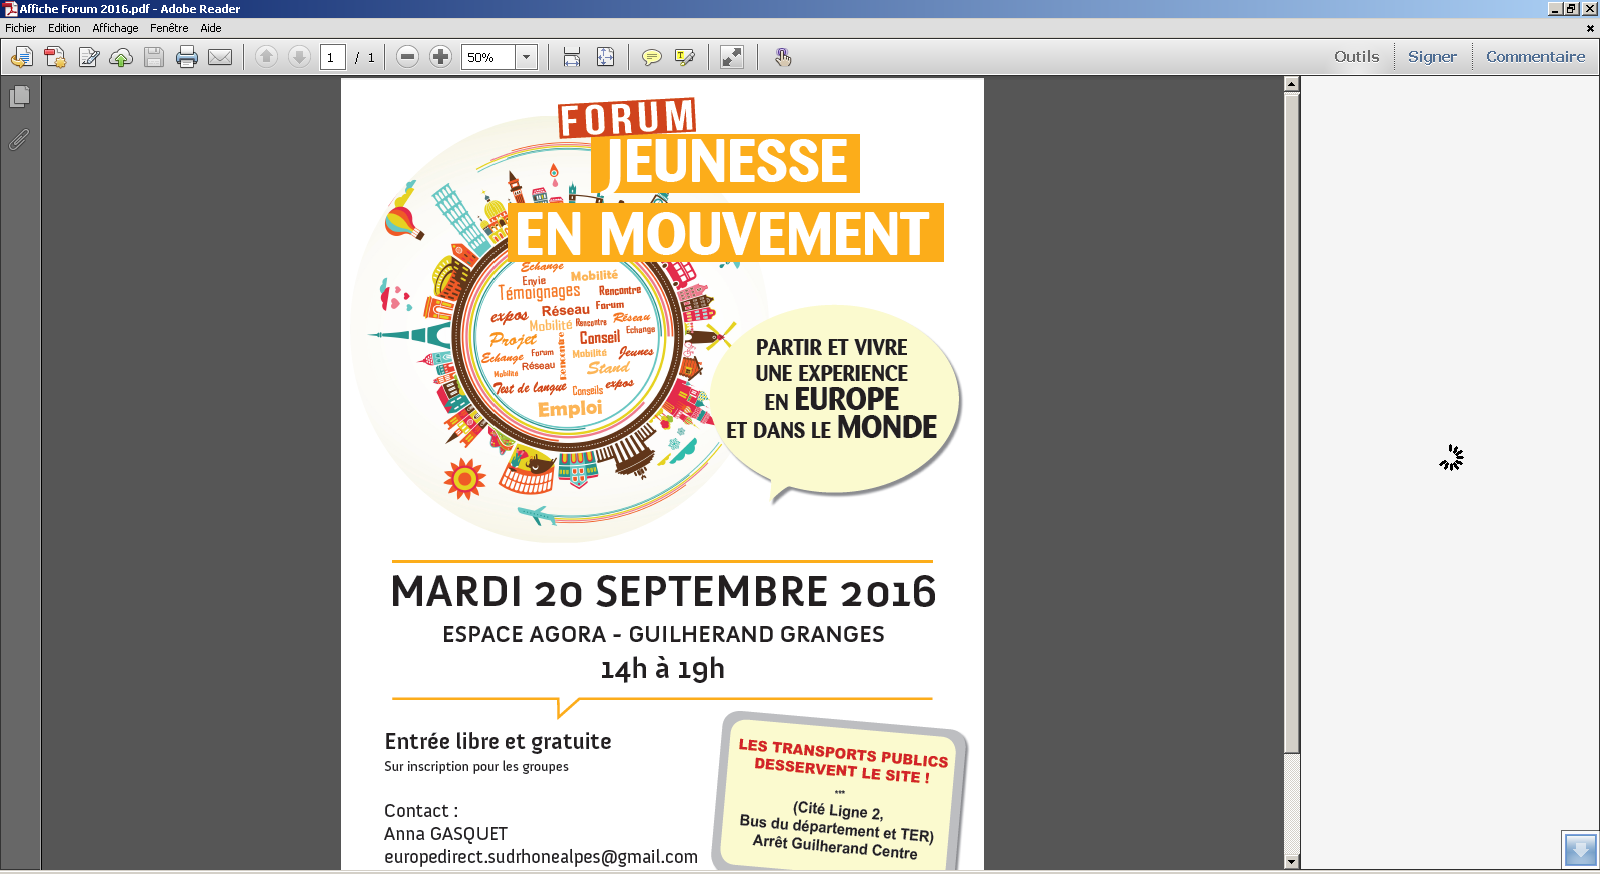 Affiche Forum 2016.pdf - Adobe Reader
Fichier Edition Affichage Fenêtre Aide
1 / 1 50% Outils Signer Commentaire
FORUM
JEUNESSE
EN MOUVEMENT
Echange
Envie Mobilité
Témoignages Rencontre
expos Réseau Forum
Mobilité Rencontre Réseau
Projet Conseil Echange
Echange Forum Mobilité Jeunes
Mobilité Réseau Rencontre Stand
Test de langue Conseils expos
Emploi
PARTIR ET VIVRE
UNE EXPERIENCE
EN EUROPE
ET DANS LE MONDE
MARDI 20 SEPTEMBRE 2016
ESPACE AGORA - GUILHERAND GRANGES
14h à 19h
Entrée libre et gratuite
Sur inscription pour les groupes
Contact :
Anna GASQUET
europedirect.sudrhonealpes@gmail.com
LES TRANSPORTS PUBLICS
DESSERVENT LE SITE !
***
(Cité Ligne 2,
Bus du département et TER)
Arrêt Guilherand Centre